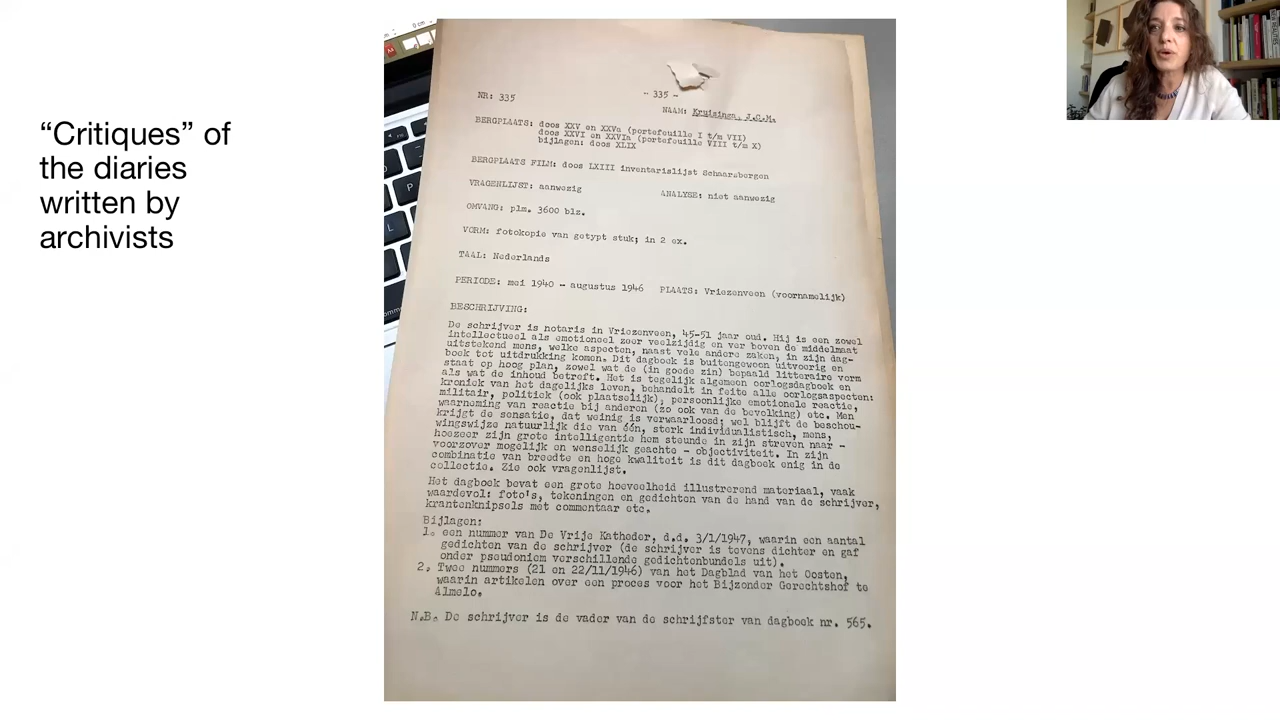 “Critiques” of
the diaries
written by
archivists
NR: 335
-- 335 -
NAAM: Kruisinga, J.C.M.
BERGPLAATS: doos XXV en XXVa (portefeuille I t/m VII)
doos XXVI en XXVIa (portefeuille VIII t/m X)
bijlagen: doos XLIX
BERGPLAATS FILM: doos LXIII inventarislijst Schaarsbergen
VRAGENLIJST: aanwezig
ANALYSE: niet aanwezig
OMVANG: plm. 3600 blz.
VORM: fotokopie van getypt stuk; in 2 ex.
TAAL: Nederlands
PERIODE: mei 1940 - augustus 1946 PLAATS: Vriezenveen (voornamelijk)
BESCHRIJVING:
De schrijver is notaris in Vriezenveen, 45-51 jaar oud. Hij is een zowel
intellectueel als emotioneel zeer veelzijdig en ver boven de middelmaat
uitstekend mens, welke aspecten, naast vele andere zaken, in zijn dag-
boek tot uitdrukking komen. Dit dagboek is buitengewoon uitvoerig en
staat op hoog plan, zowel wat de (in goede zin) bepaald litteraire vorm
als wat de inhoud betreft. Het is tegelijk algemeen oorlogsdagboek en
kroniek van het dagelijks leven, behandelt in feite alle oorlogsaspecten:
militair, politiek (ook plaatselijk), persoonlijke emotionele reactie,
waarneming van reactie bij anderen (zo ook van de bevolking) etc. Men
krijgt de sensatie, dat weinig is verwaarloosd; wel blijft de beschou-
wingswijze natuurlijk die van één, sterk individualistisch, mens,
hoezeer zijn grote intelligentie hem steunde in zijn streven naar -
voorzover mogelijk en wenselijk geachte - objectiviteit. In zijn
combinatie van breedte en hoge kwaliteit is dit dagboek enig in de
collectie. Zie ook vragenlijst.
Het dagboek bevat een grote hoeveelheid illustrerend materiaal, vaak
waardevol: foto's, tekeningen en gedichten van de hand van de schrijver,
krantenknipsels met commentaar etc.
Bijlagen:
1. een nummer van De Vrije Katheder, d.d. 3/1/1947, waarin een aantal
gedichten van de schrijver (de schrijver is tevens dichter en gaf
onder pseudoniem verschillende gedichtenbundels uit).
2. Twee nummers (21 en 22/11/1946) van het Dagblad van het Oosten,
waarin artikelen over een proces voor het Bijzonder Gerechtshof te
Almelo.
N.B. De schrijver is de vader van de schrijfster van dagboek nr. 565.